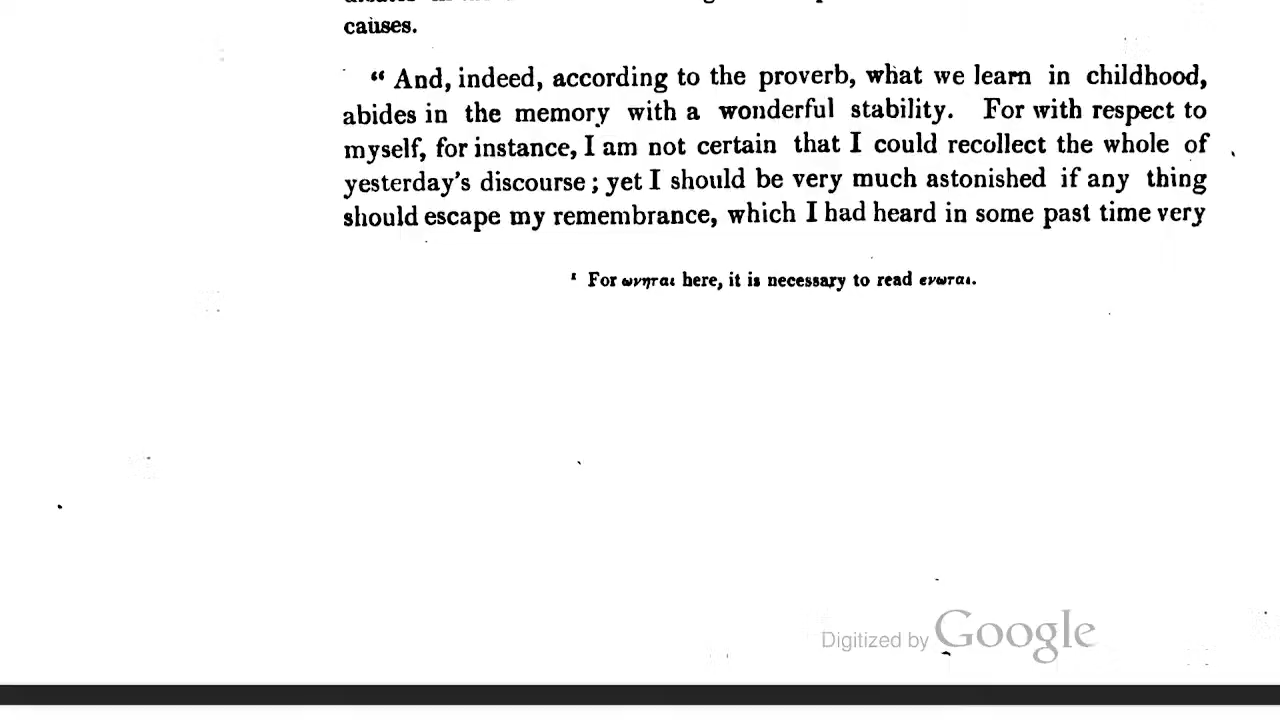 causes.
“ And, indeed, according to the proverb, what we learn in childhood,
abides in the memory with a wonderful stability. For with respect to
myself, for instance, I am not certain that I could recollect the whole of
yesterday's discourse ; yet I should be very much astonished if any thing
should escape my remembrance, which I had heard in some past time very
¹ For ωνηται here, it is necessary to read ενωται.
Digitized by Google